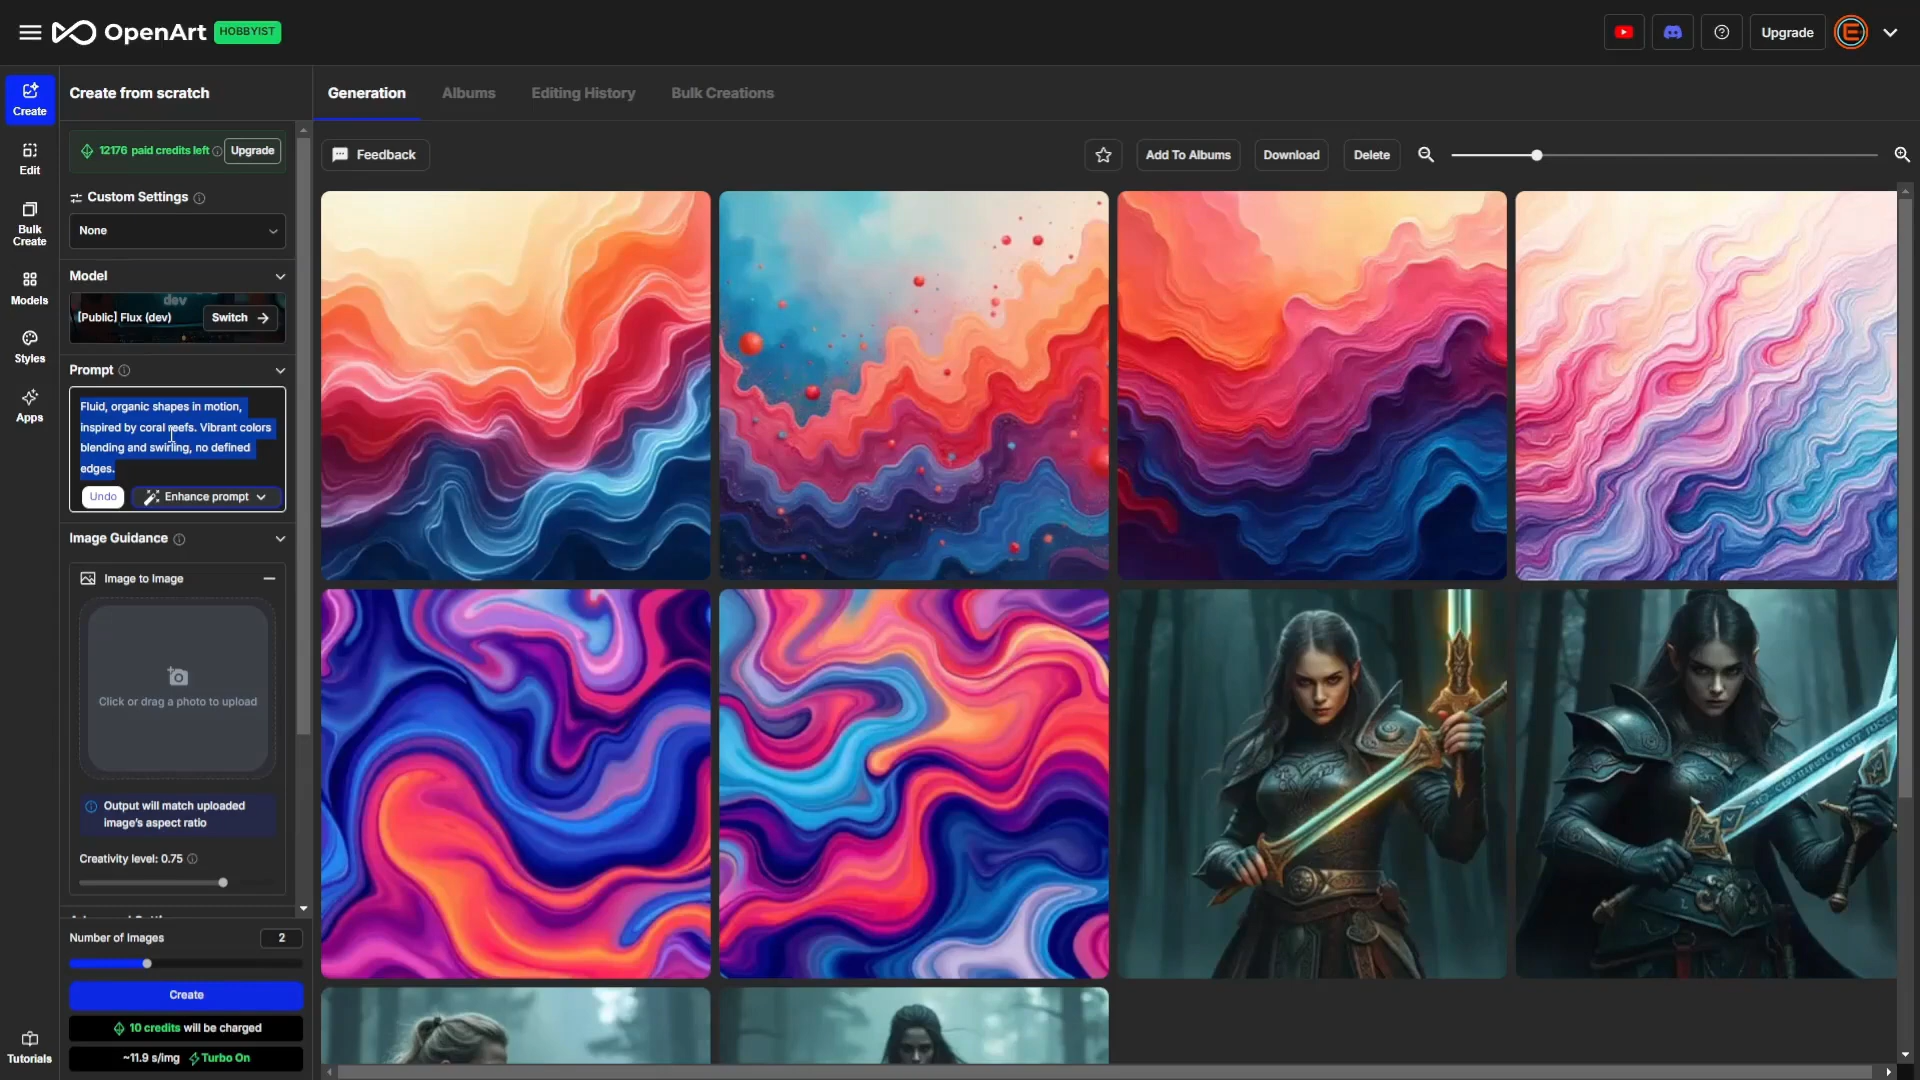 OpenArt HOBBYIST
Upgrade
Create
Edit
Bulk
Create
Models
Styles
Apps
Tutorials
Create from scratch
12176 paid credits left Upgrade
Custom Settings
None
Model
dev
[Public] Flux (dev) Switch
Prompt
Fluid, organic shapes in motion,
inspired by coral reefs. Vibrant colors
blending and swirling, no defined
edges.
Undo Enhance prompt
Image Guidance
Image to Image
Click or drag a photo to upload
Output will match uploaded
image's aspect ratio
Creativity level: 0.75
Number of Images 2
Create
10 credits will be charged
~11.9 s/img Turbo On
Generation Albums Editing History Bulk Creations
Feedback Add To Albums Download Delete